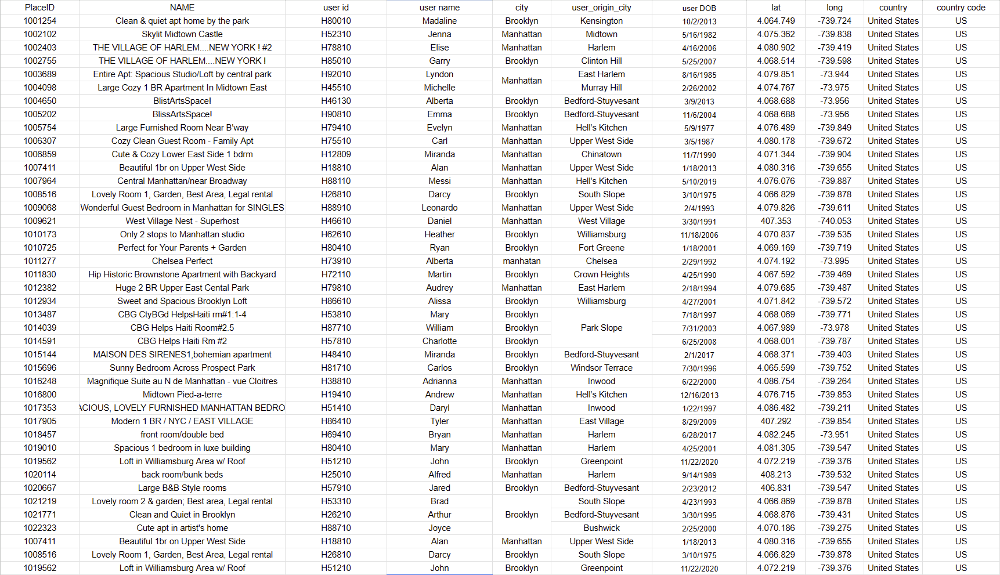 PlaceID NAME user id user name city user_origin_city user DOB lat long country country code
1001254 Clean & quiet apt home by the park H80010 Madaline Brooklyn Kensington 10/2/2013 4.064.749 -739.724 United States US
1002102 Skylit Midtown Castle H52310 Jenna Manhattan Midtown 5/16/1982 4.075.362 -739.838 United States US
1002403 THE VILLAGE OF HARLEM....NEW YORK ! #2 H78810 Elise Manhattan Harlem 4/16/2006 4.080.902 -739.419 United States US
1002755 THE VILLAGE OF HARLEM....NEW YORK ! H85010 Garry Brooklyn Clinton Hill 5/25/2007 4.068.514 -739.598 United States US
1003689 Entire Apt: Spacious Studio/Loft by central park H92010 Lyndon Manhattan East Harlem 8/16/1985 4.079.851 -73.944 United States US
1004098 Large Cozy 1 BR Apartment In Midtown East H45510 Michelle Murray Hill 2/26/2002 4.074.767 -73.975 United States US
1004650 BlistArtsSpace! H46130 Alberta Brooklyn Bedford-Stuyvesant 3/9/2013 4.068.688 -73.956 United States US
1005202 BlissArtsSpace! H90810 Emma Brooklyn Bedford-Stuyvesant 11/6/2004 4.068.688 -73.956 United States US
1005754 Large Furnished Room Near B'way H79410 Evelyn Manhattan Hell's Kitchen 5/9/1977 4.076.489 -739.849 United States US
1006307 Cozy Clean Guest Room - Family Apt H75510 Carl Manhattan Upper West Side 3/5/1987 4.080.178 -739.672 United States US
1006859 Cute & Cozy Lower East Side 1 bdrm H12809 Miranda Manhattan Chinatown 11/7/1990 4.071.344 -739.904 United States US
1007411 Beautiful 1br on Upper West Side H18810 Alan Manhattan Upper West Side 1/18/2013 4.080.316 -739.655 United States US
1007964 Central Manhattan/near Broadway H88110 Messi Manhattan Hell's Kitchen 5/10/2019 4.076.076 -739.887 United States US
1008516 Lovely Room 1, Garden, Best Area, Legal rental H26810 Darcy Brooklyn South Slope 3/10/1975 4.066.829 -739.878 United States US
1009068 Wonderful Guest Bedroom in Manhattan for SINGLES H88910 Leonardo Manhattan Upper West Side 2/4/1993 4.079.826 -739.611 United States US
1009621 West Village Nest - Superhost H46610 Daniel Manhattan West Village 3/30/1991 407.353 -740.053 United States US
1010173 Only 2 stops to Manhattan studio H62610 Heather Brooklyn Williamsburg 11/18/2006 4.070.837 -739.535 United States US
1010725 Perfect for Your Parents + Garden H80410 Ryan Brooklyn Fort Greene 1/18/2001 4.069.169 -739.719 United States US
1011277 Chelsea Perfect H73910 Alberta manhatan Chelsea 2/29/1992 4.074.192 -73.995 United States US
1011830 Hip Historic Brownstone Apartment with Backyard H72110 Martin Brooklyn Crown Heights 4/25/1990 4.067.592 -739.469 United States US
1012382 Huge 2 BR Upper East Cental Park H79810 Audrey Manhattan East Harlem 2/18/1994 4.079.685 -739.487 United States US
1012934 Sweet and Spacious Brooklyn Loft H86610 Alissa Brooklyn Williamsburg 4/27/2001 4.071.842 -739.572 United States US
1013487 CBG CtyBGd HelpsHaiti rm#1:1-4 H53810 Mary Brooklyn 7/18/1997 4.068.069 -739.771 United States US
1014039 CBG Helps Haiti Room#2.5 H87710 William Brooklyn Park Slope 7/31/2003 4.067.989 -73.978 United States US
1014591 CBG Helps Haiti Rm #2 H57810 Charlotte Brooklyn 6/25/2008 4.068.001 -739.787 United States US
1015144 MAISON DES SIRENES1,bohemian apartment H48410 Miranda Brooklyn Bedford-Stuyvesant 2/1/2017 4.068.371 -739.403 United States US
1015696 Sunny Bedroom Across Prospect Park H81710 Carlos Brooklyn Windsor Terrace 7/30/1996 4.065.599 -739.752 United States US
1016248 Magnifique Suite au N de Manhattan - vue Cloitres H38810 Adrianna Manhattan Inwood 6/22/2000 4.086.754 -739.264 United States US
1016800 Midtown Pied-a-terre H19410 Andrew Manhattan Hell's Kitchen 12/16/2013 4.076.715 -739.853 United States US
1017353 ACIOUS, LOVELY FURNISHED MANHATTAN BEDRO H51410 Daryl Manhattan Inwood 1/22/1997 4.086.482 -739.211 United States US
1017905 Modern 1 BR / NYC / EAST VILLAGE H86410 Tyler Manhattan East Village 8/29/2009 407.292 -739.854 United States US
1018457 front room/double bed H69410 Bryan Manhattan Harlem 6/28/2017 4.082.245 -73.951 United States US
1019010 Spacious 1 bedroom in luxe building H80410 Mary Manhattan Harlem 4/25/2001 4.081.305 -739.547 United States US
1019562 Loft in Williamsburg Area w/ Roof H51210 John Brooklyn Greenpoint 11/22/2020 4.072.219 -739.376 United States US
1020114 back room/bunk beds H25010 Alfred Manhattan Harlem 9/14/1989 408.213 -739.532 United States US
1020667 Large B&B Style rooms H57910 Jared Brooklyn Bedford-Stuyvesant 2/23/2012 406.831 -739.547 United States US
1021219 Lovely room 2 & garden; Best area, Legal rental H53310 Brad South Slope 4/23/1993 4.066.869 -739.878 United States US
1021771 Clean and Quiet in Brooklyn H26210 Arthur Brooklyn Bedford-Stuyvesant 3/30/1995 4.068.876 -739.431 United States US
1022323 Cute apt in artist's home H88710 Joyce Bushwick 2/25/2000 4.070.186 -739.275 United States US
1007411 Beautiful 1br on Upper West Side H18810 Alan Manhattan Upper West Side 1/18/2013 4.080.316 -739.655 United States US
1008516 Lovely Room 1, Garden, Best Area, Legal rental H26810 Darcy Brooklyn South Slope 3/10/1975 4.066.829 -739.878 United States US
1019562 Loft in Williamsburg Area w/ Roof H51210 John Brooklyn Greenpoint 11/22/2020 4.072.219 -739.376 United States US